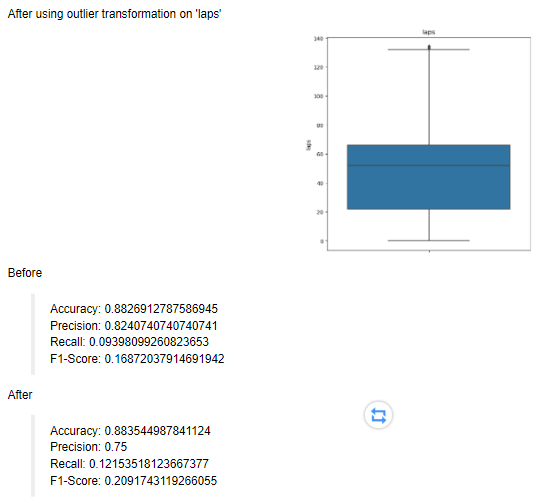 After using outlier transformation on 'laps'
laps
140
120
100
80
60
40
20
0
laps
Before
Accuracy: 0.8826912787586945
Precision: 0.8240740740740741
Recall: 0.09398099260823653
F1-Score: 0.16872037914691942
After
Accuracy: 0.883544987841124
Precision: 0.75
Recall: 0.12153518123667377
F1-Score: 0.2091743119266055